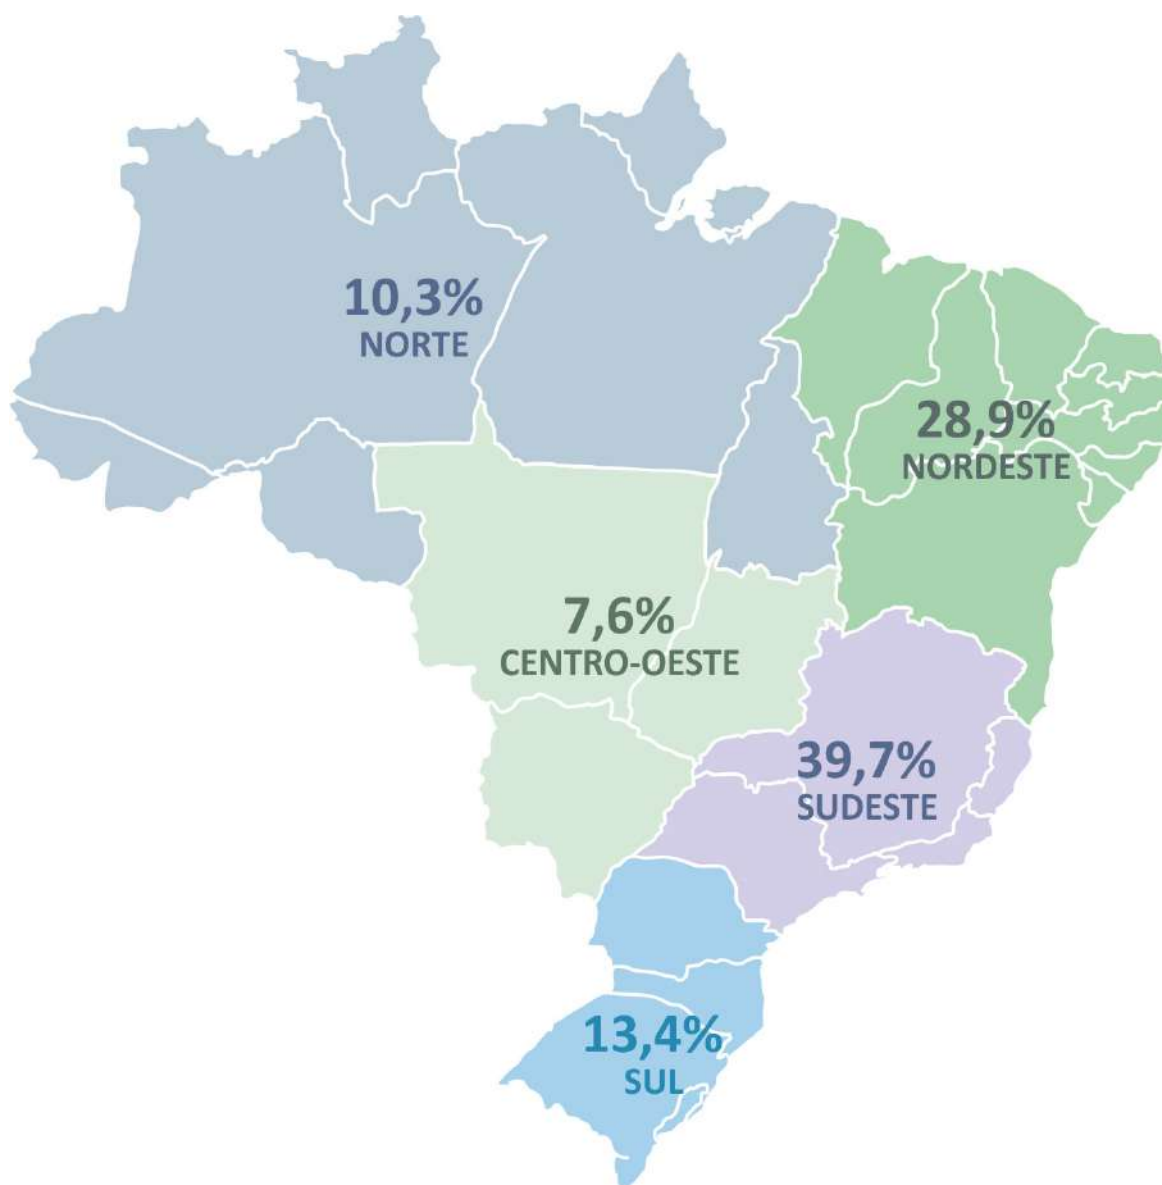 10,3%
NORTE
28,9%
NORDESTE
7,6%
CENTRO-OESTE
39,7%
SUDESTE
13,4%
SUL